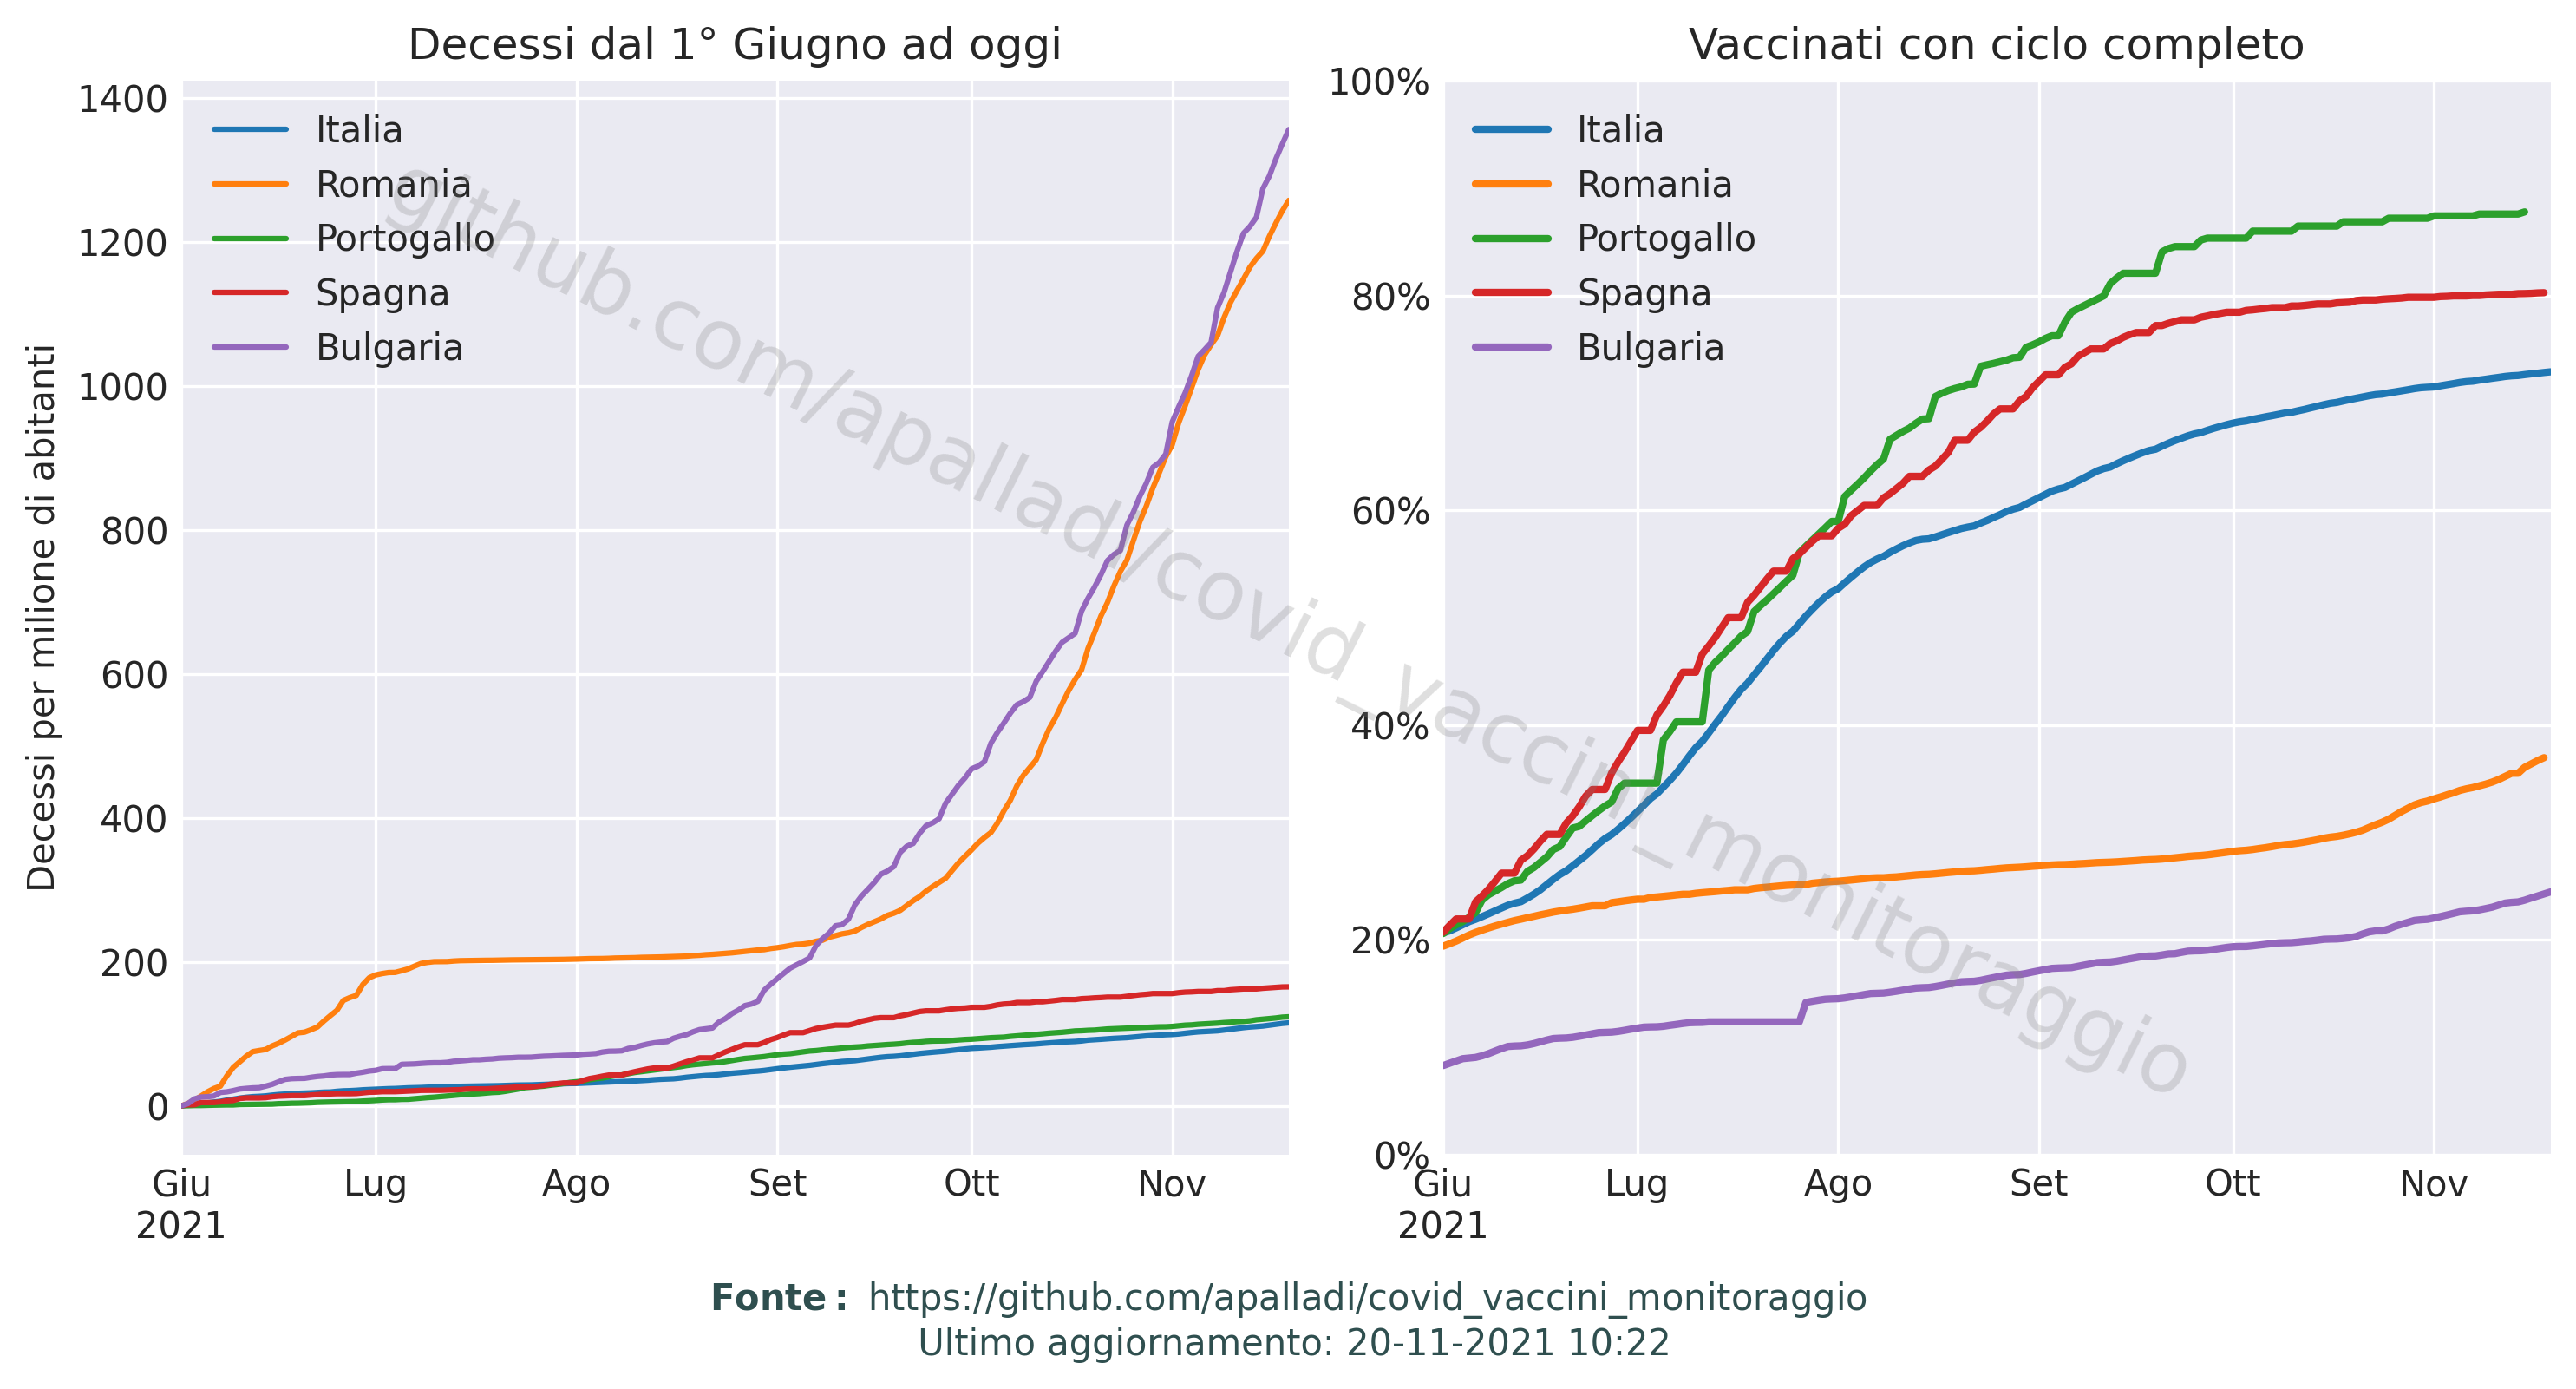 Decessi dal 1° Giugno ad oggi
Decessi per milione di abitanti
1400
1200
1000
800
600
400
200
0
Italia
Romania
Portogallo
Spagna
Bulgaria
Giu
2021
Lug
Ago
Set
Ott
Nov
Vaccinati con ciclo completo
100%
80%
60%
40%
20%
0%
Italia
Romania
Portogallo
Spagna
Bulgaria
Giu
2021
Lug
Ago
Set
Ott
Nov
github.com/apalladi/covid_vaccini_monitoraggio
Fonte: https://github.com/apalladi/covid_vaccini_monitoraggio
Ultimo aggiornamento: 20-11-2021 10:22